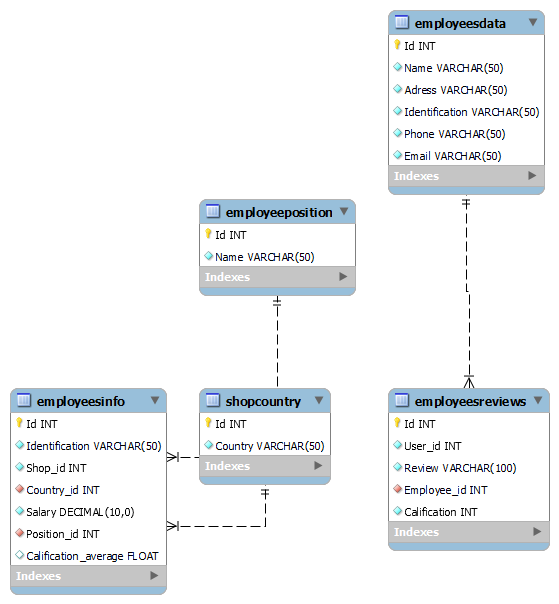 employeesdata
Id INT
Name VARCHAR(50)
Adress VARCHAR(50)
Identification VARCHAR(50)
Phone VARCHAR(50)
Email VARCHAR(50)
Indexes
employeeposition
Id INT
Name VARCHAR(50)
Indexes
employeesinfo
Id INT
Identification VARCHAR(50)
Shop_id INT
Country_id INT
Salary DECIMAL(10,0)
Position_id INT
Calification_average FLOAT
Indexes
shopcountry
Id INT
Country VARCHAR(50)
Indexes
employeesreviews
Id INT
User_id INT
Review VARCHAR(100)
Employee_id INT
Calification INT
Indexes